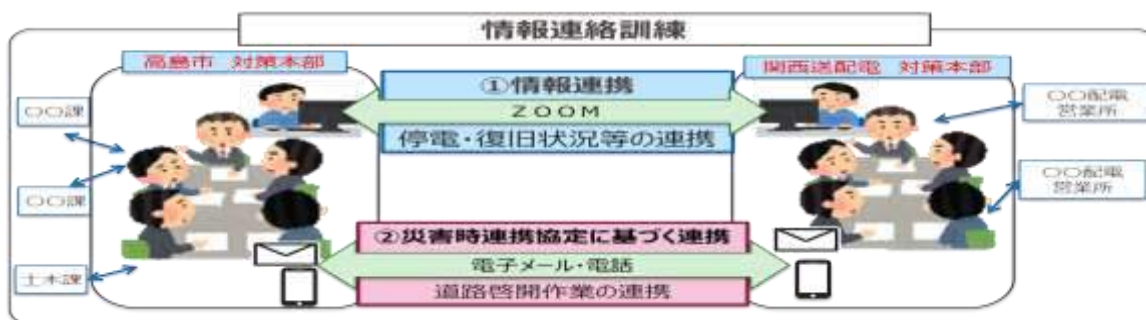 情報連絡訓練
高島市 対策本部
関西送配電 対策本部
①情報連携
ZOOM
停電・復旧状況等の連携
〇〇課
〇〇課
土木課
〇〇配電
営業所
〇〇配電
営業所
②災害時連携協定に基づく連携
電子メール・電話
道路啓開作業の連携